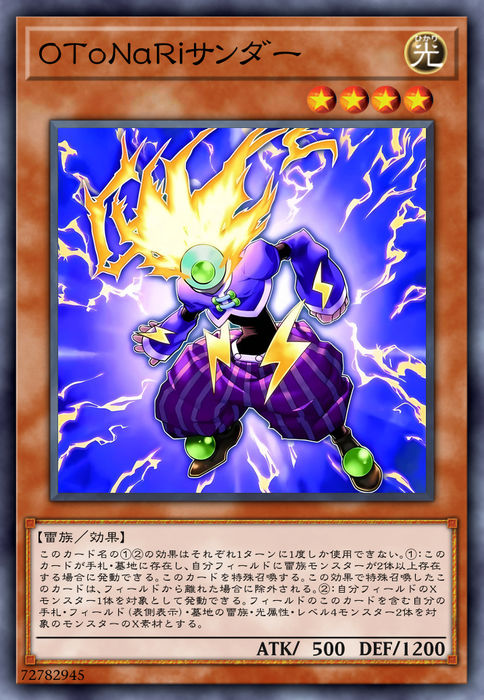 OToNaRiサンダー
ひかり
光
【雷族／効果】
このカード名の①②の効果はそれぞれ1ターンに1度しか使用できない。①：この
カードが手札・墓地に存在し、自分フィールドに雷族モンスターが2体以上存在
する場合に発動できる。このカードを特殊召喚する。この効果で特殊召喚したこ
のカードは、フィールドから離れた場合に除外される。②：自分フィールドのX
モンスター1体を対象として発動できる。フィールドのこのカードを含む自分の
手札・フィールド（表側表示）・墓地の雷族・光属性・レベル4モンスター2体を対
象のモンスターのX素材とする。
ATK/ 500 DEF/1200
72782945